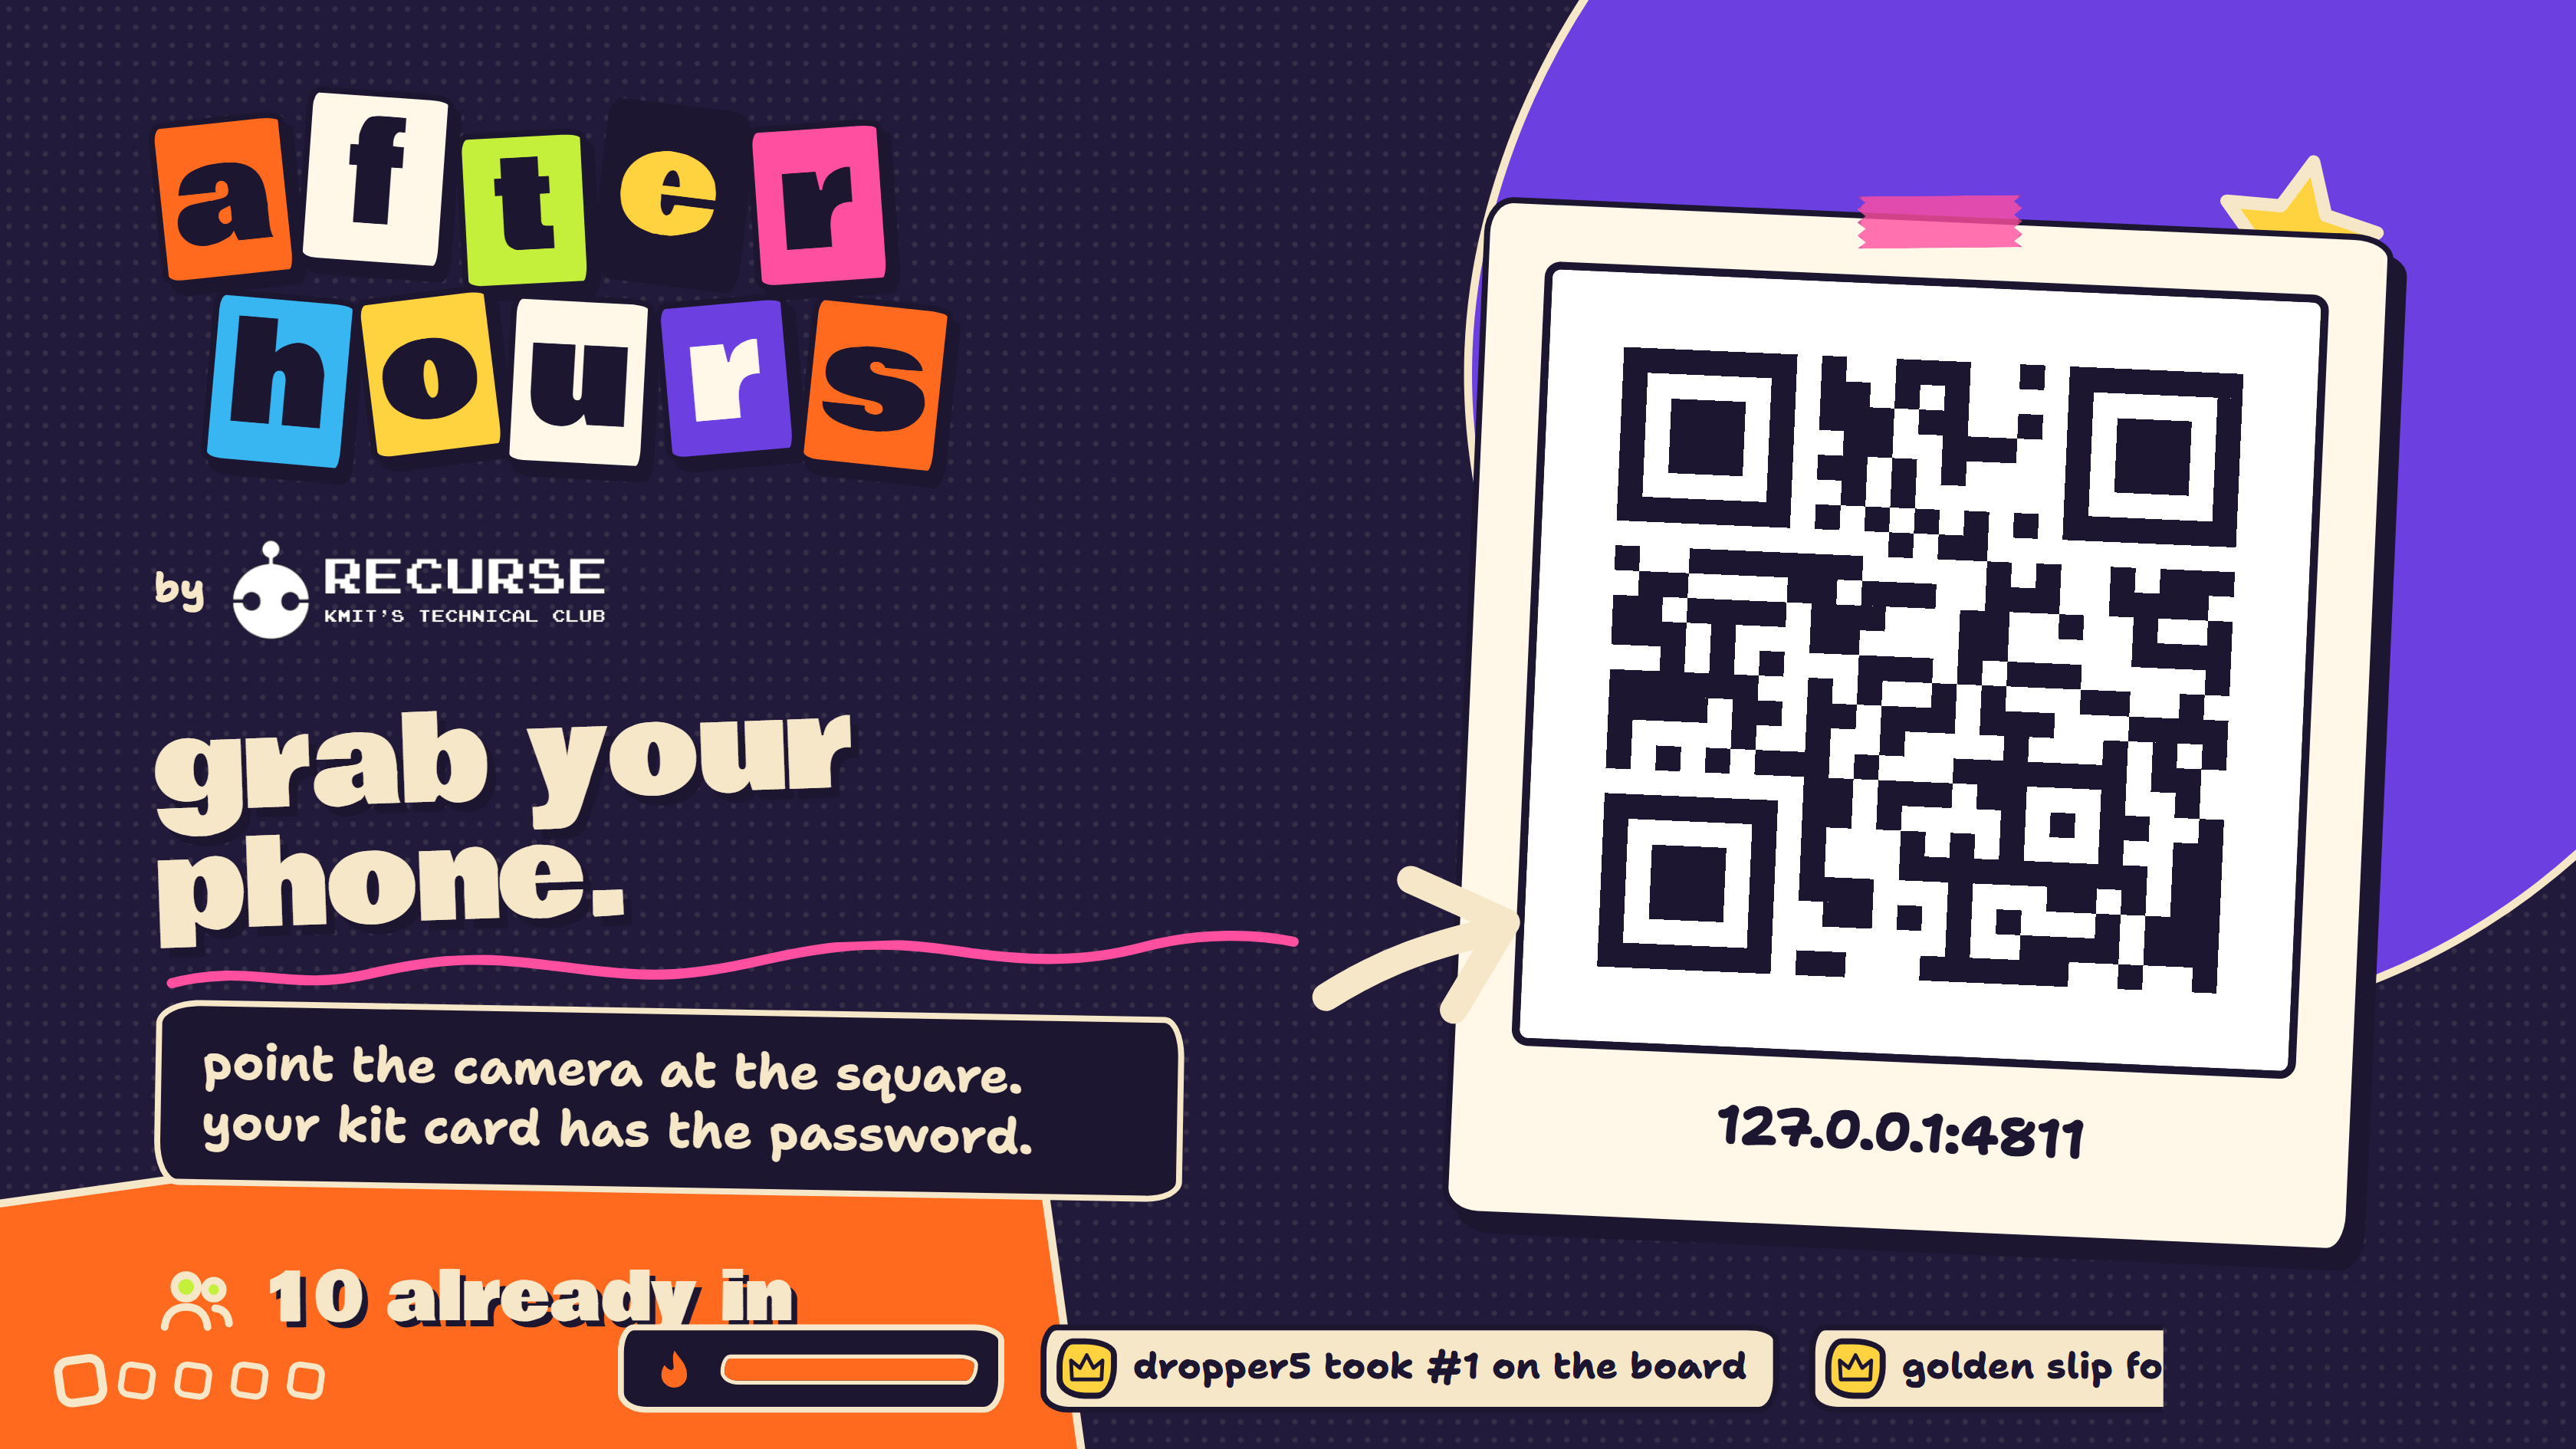 after
hours
by
RECURSE
KMIT'S TECHNICAL CLUB
grab your
phone.
point the camera at the square.
your kit card has the password.
127.0.0.1:4811
10 already in
dropper5 took #1 on the board
golden slip fo